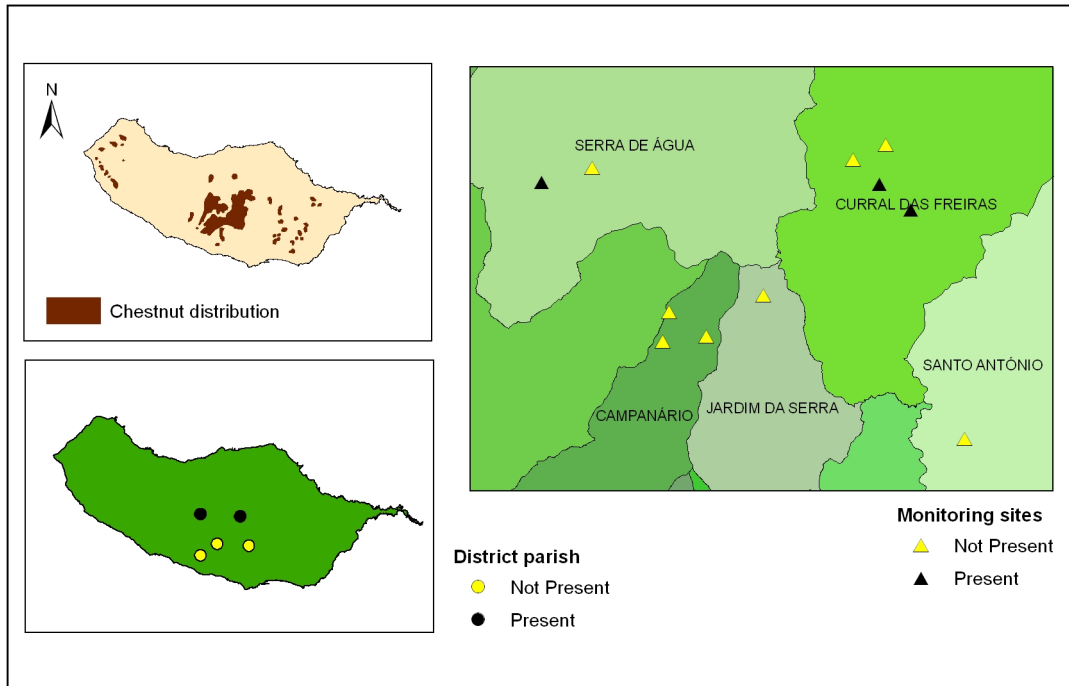 N
Chestnut distribution
SERRA DE ÁGUA
CURRAL DAS FREIRAS
SANTO ANTÓNIO
CAMPANÁRIO
JARDIM DA SERRA
District parish
Not Present
Present
Monitoring sites
Not Present
Present